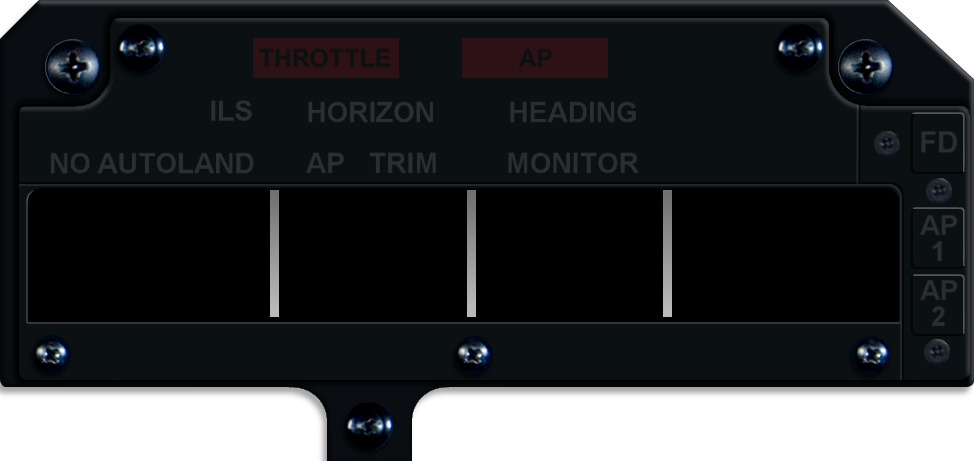 THROTTLE AP
ILS HORIZON HEADING
NO AUTOLAND AP TRIM MONITOR
FD
AP
1
AP
2